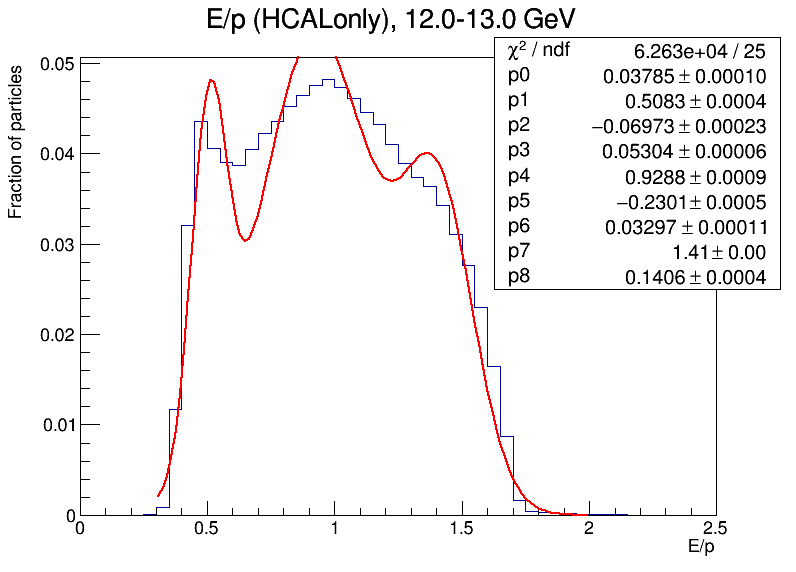 E/p (HCALonly), 12.0-13.0 GeV
χ² / ndf 6.263e+04 / 25
p0 0.03785 ± 0.00010
p1 0.5083 ± 0.0004
p2 −0.06973 ± 0.00023
p3 0.05304 ± 0.00006
p4 0.9288 ± 0.0009
p5 −0.2301 ± 0.0005
p6 0.03297 ± 0.00011
p7 1.41 ± 0.00
p8 0.1406 ± 0.0004
Fraction of particles
0.05
0.04
0.03
0.02
0.01
0
0 0.5 1 1.5 2 2.5
E/p